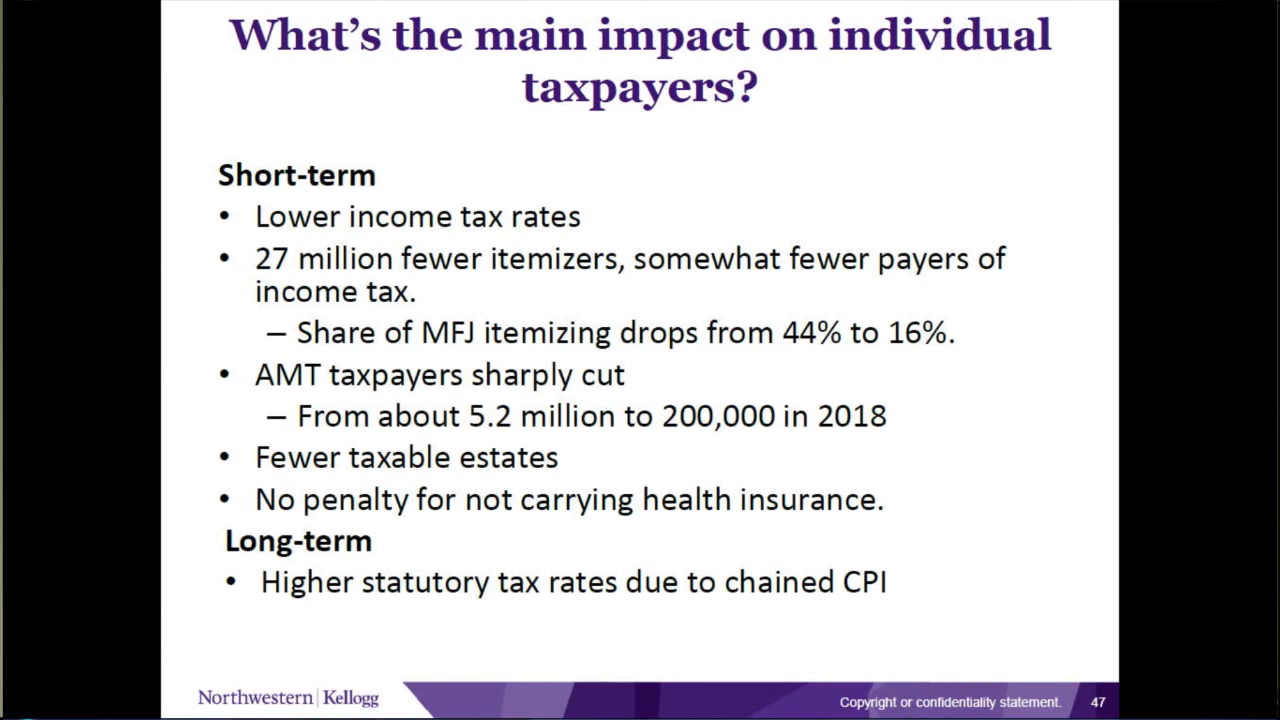 What's the main impact on individual
taxpayers?
Short-term
• Lower income tax rates
• 27 million fewer itemizers, somewhat fewer payers of
income tax.
– Share of MFJ itemizing drops from 44% to 16%.
• AMT taxpayers sharply cut
– From about 5.2 million to 200,000 in 2018
• Fewer taxable estates
• No penalty for not carrying health insurance.
Long-term
• Higher statutory tax rates due to chained CPI
Northwestern | Kellogg
Copyright or confidentiality statement. 47